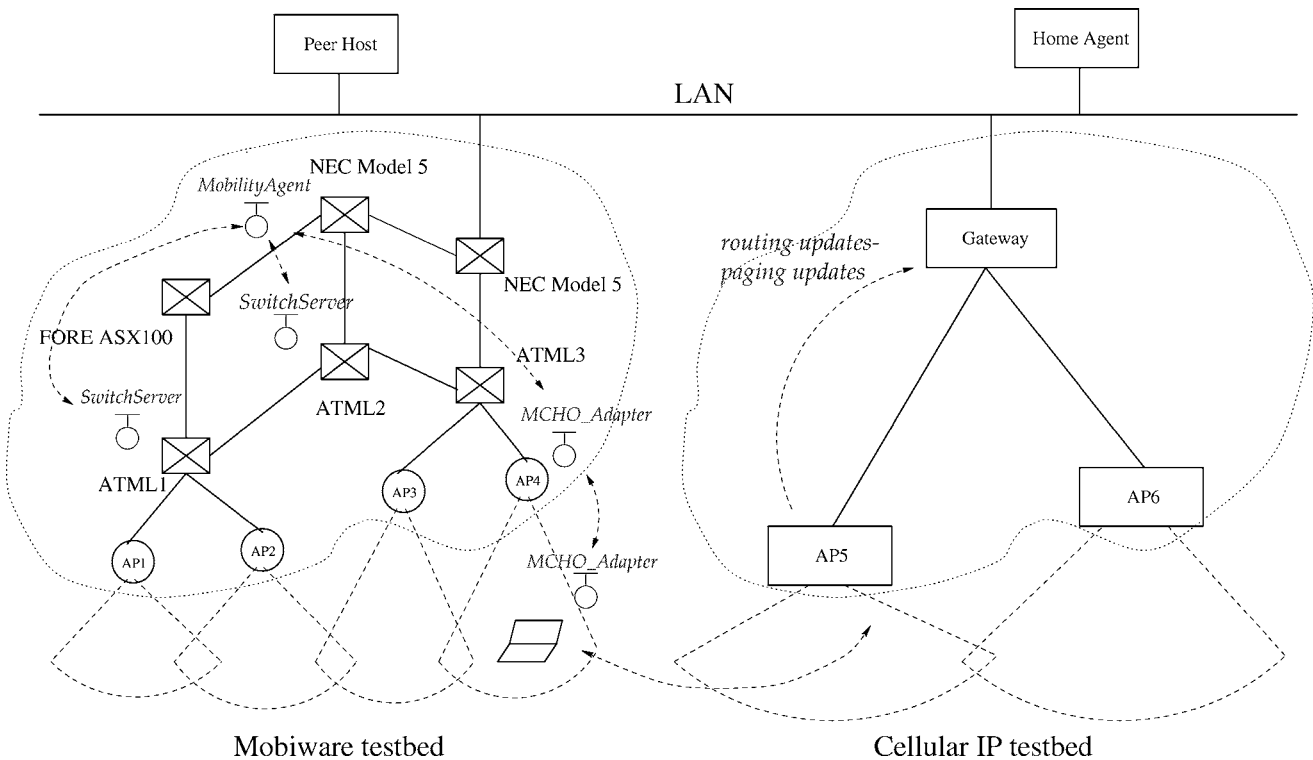 Peer Host
Home Agent
LAN
NEC Model 5
MobilityAgent
routing updates-
paging updates
Gateway
SwitchServer
NEC Model 5
FORE ASX100
ATML3
SwitchServer
ATML2
MCHO_Adapter
ATML1
AP3
AP4
AP6
AP1
AP2
MCHO_Adapter
AP5
Mobiware testbed
Cellular IP testbed